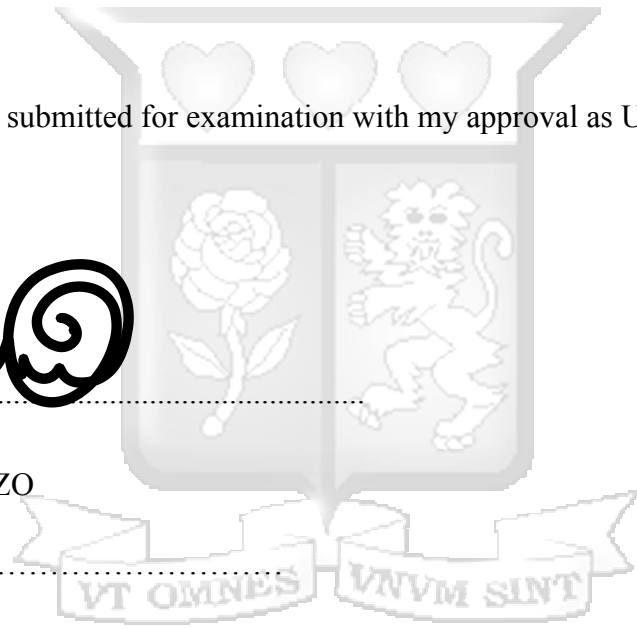 submitted for examination with my approval as U
……………………………………………
ZO
…………………………………
VT OMNES VNVM SINT